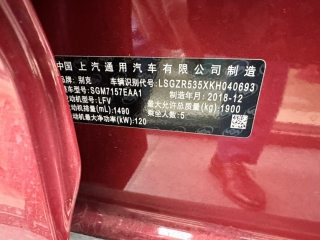 中国 上汽通用汽车有限公司 制造
品牌:别克 车辆识别代号:LSGZR535XKH040693
整车型号:SGM7157EAA1 制造年月:2018-12
发动机型号:LFV 最大允许总质量(kg):1900
发动机排量(mL):1490 乘坐人数:5
发动机最大净功率(kW):120